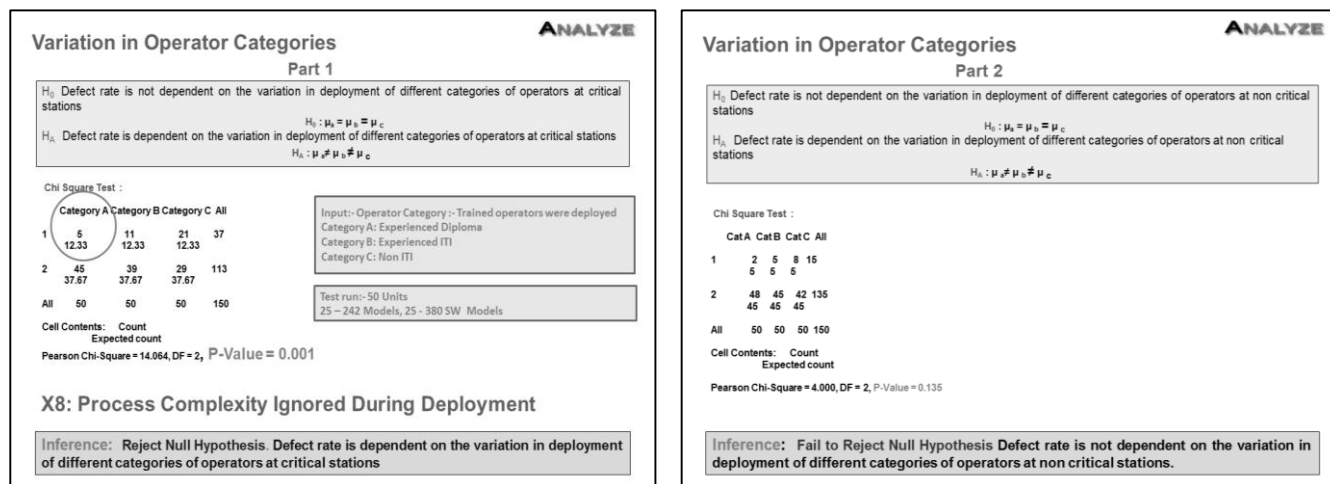 ANALYZE
Variation in Operator Categories
Part 1
H0 Defect rate is not dependent on the variation in deployment of different categories of operators at critical
stations
H0 : μa = μb = μc
HA Defect rate is dependent on the variation in deployment of different categories of operators at critical stations
HA : μa≠ μb≠ μc
Chi Square Test :
Category A Category B Category C All
1 5 11 21 37
12.33 12.33 12.33
2 45 39 29 113
37.67 37.67 37.67
All 50 50 50 150
Cell Contents: Count
Expected count
Pearson Chi-Square = 14.064, DF = 2, P-Value = 0.001
Input:- Operator Category :- Trained operators were deployed
Category A: Experienced Diploma
Category B: Experienced ITI
Category C: Non ITI
Test run:- 50 Units
25 – 242 Models, 25 - 380 SW Models
X8: Process Complexity Ignored During Deployment
Inference: Reject Null Hypothesis. Defect rate is dependent on the variation in deployment
of different categories of operators at critical stations
ANALYZE
Variation in Operator Categories
Part 2
H0 Defect rate is not dependent on the variation in deployment of different categories of operators at non critical
stations
H0 : μa = μb = μc
HA Defect rate is dependent on the variation in deployment of different categories of operators at non critical
stations
HA : μa≠ μb≠ μc
Chi Square Test :
Cat A Cat B Cat C All
1 2 5 8 15
5 5 5
2 48 45 42 135
45 45 45
All 50 50 50 150
Cell Contents: Count
Expected count
Pearson Chi-Square = 4.000, DF = 2, P-Value = 0.135
Inference: Fail to Reject Null Hypothesis Defect rate is not dependent on the variation in
deployment of different categories of operators at non critical stations.